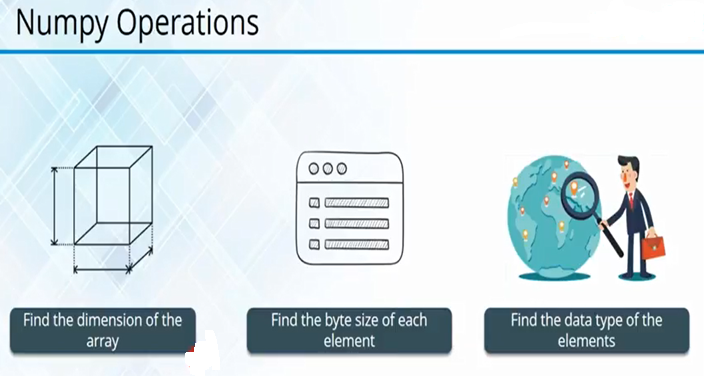 Numpy Operations
Find the dimension of the
array
Find the byte size of each
element
Find the data type of the
elements